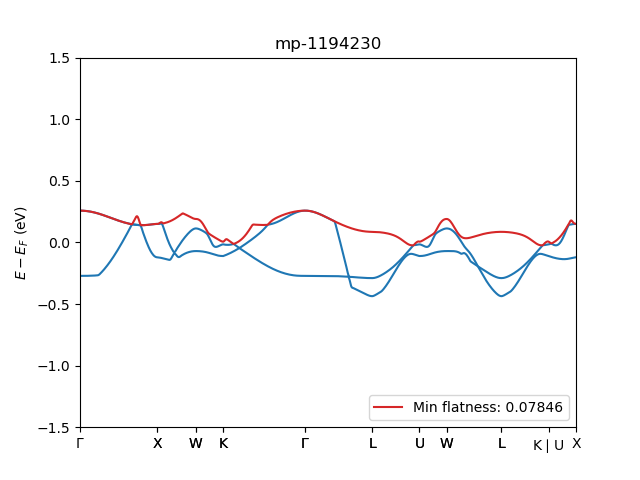 mp-1194230
1.5
1.0
0.5
0.0
−0.5
−1.0
−1.5
E − E_F (eV)
Min flatness: 0.07846
Γ X W K Γ L U W L K | U X